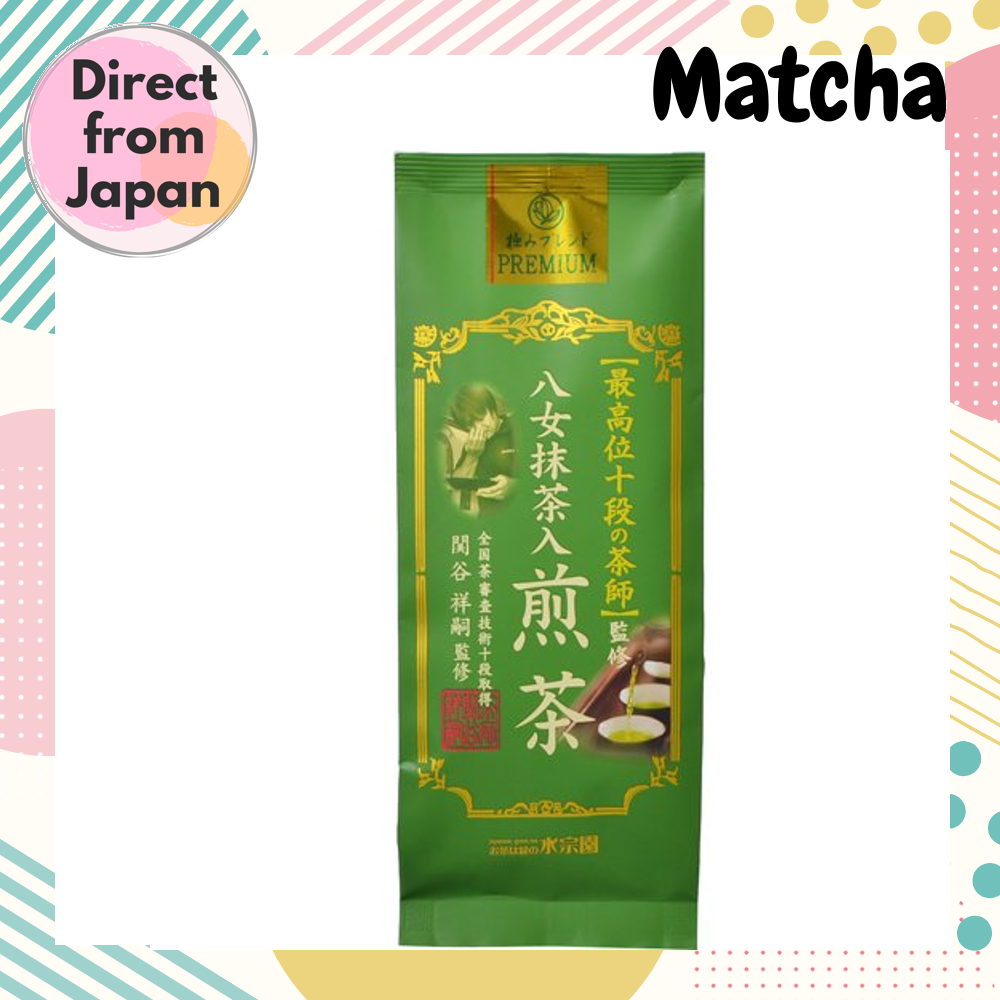 Direct
from
Japan
Matcha
極みブレンド
PREMIUM
【最高位十段の茶師】監修
八女抹茶入
煎茶
全国茶審査技術十段取得
関谷祥嗣 監修
お茶は緑の水宗園